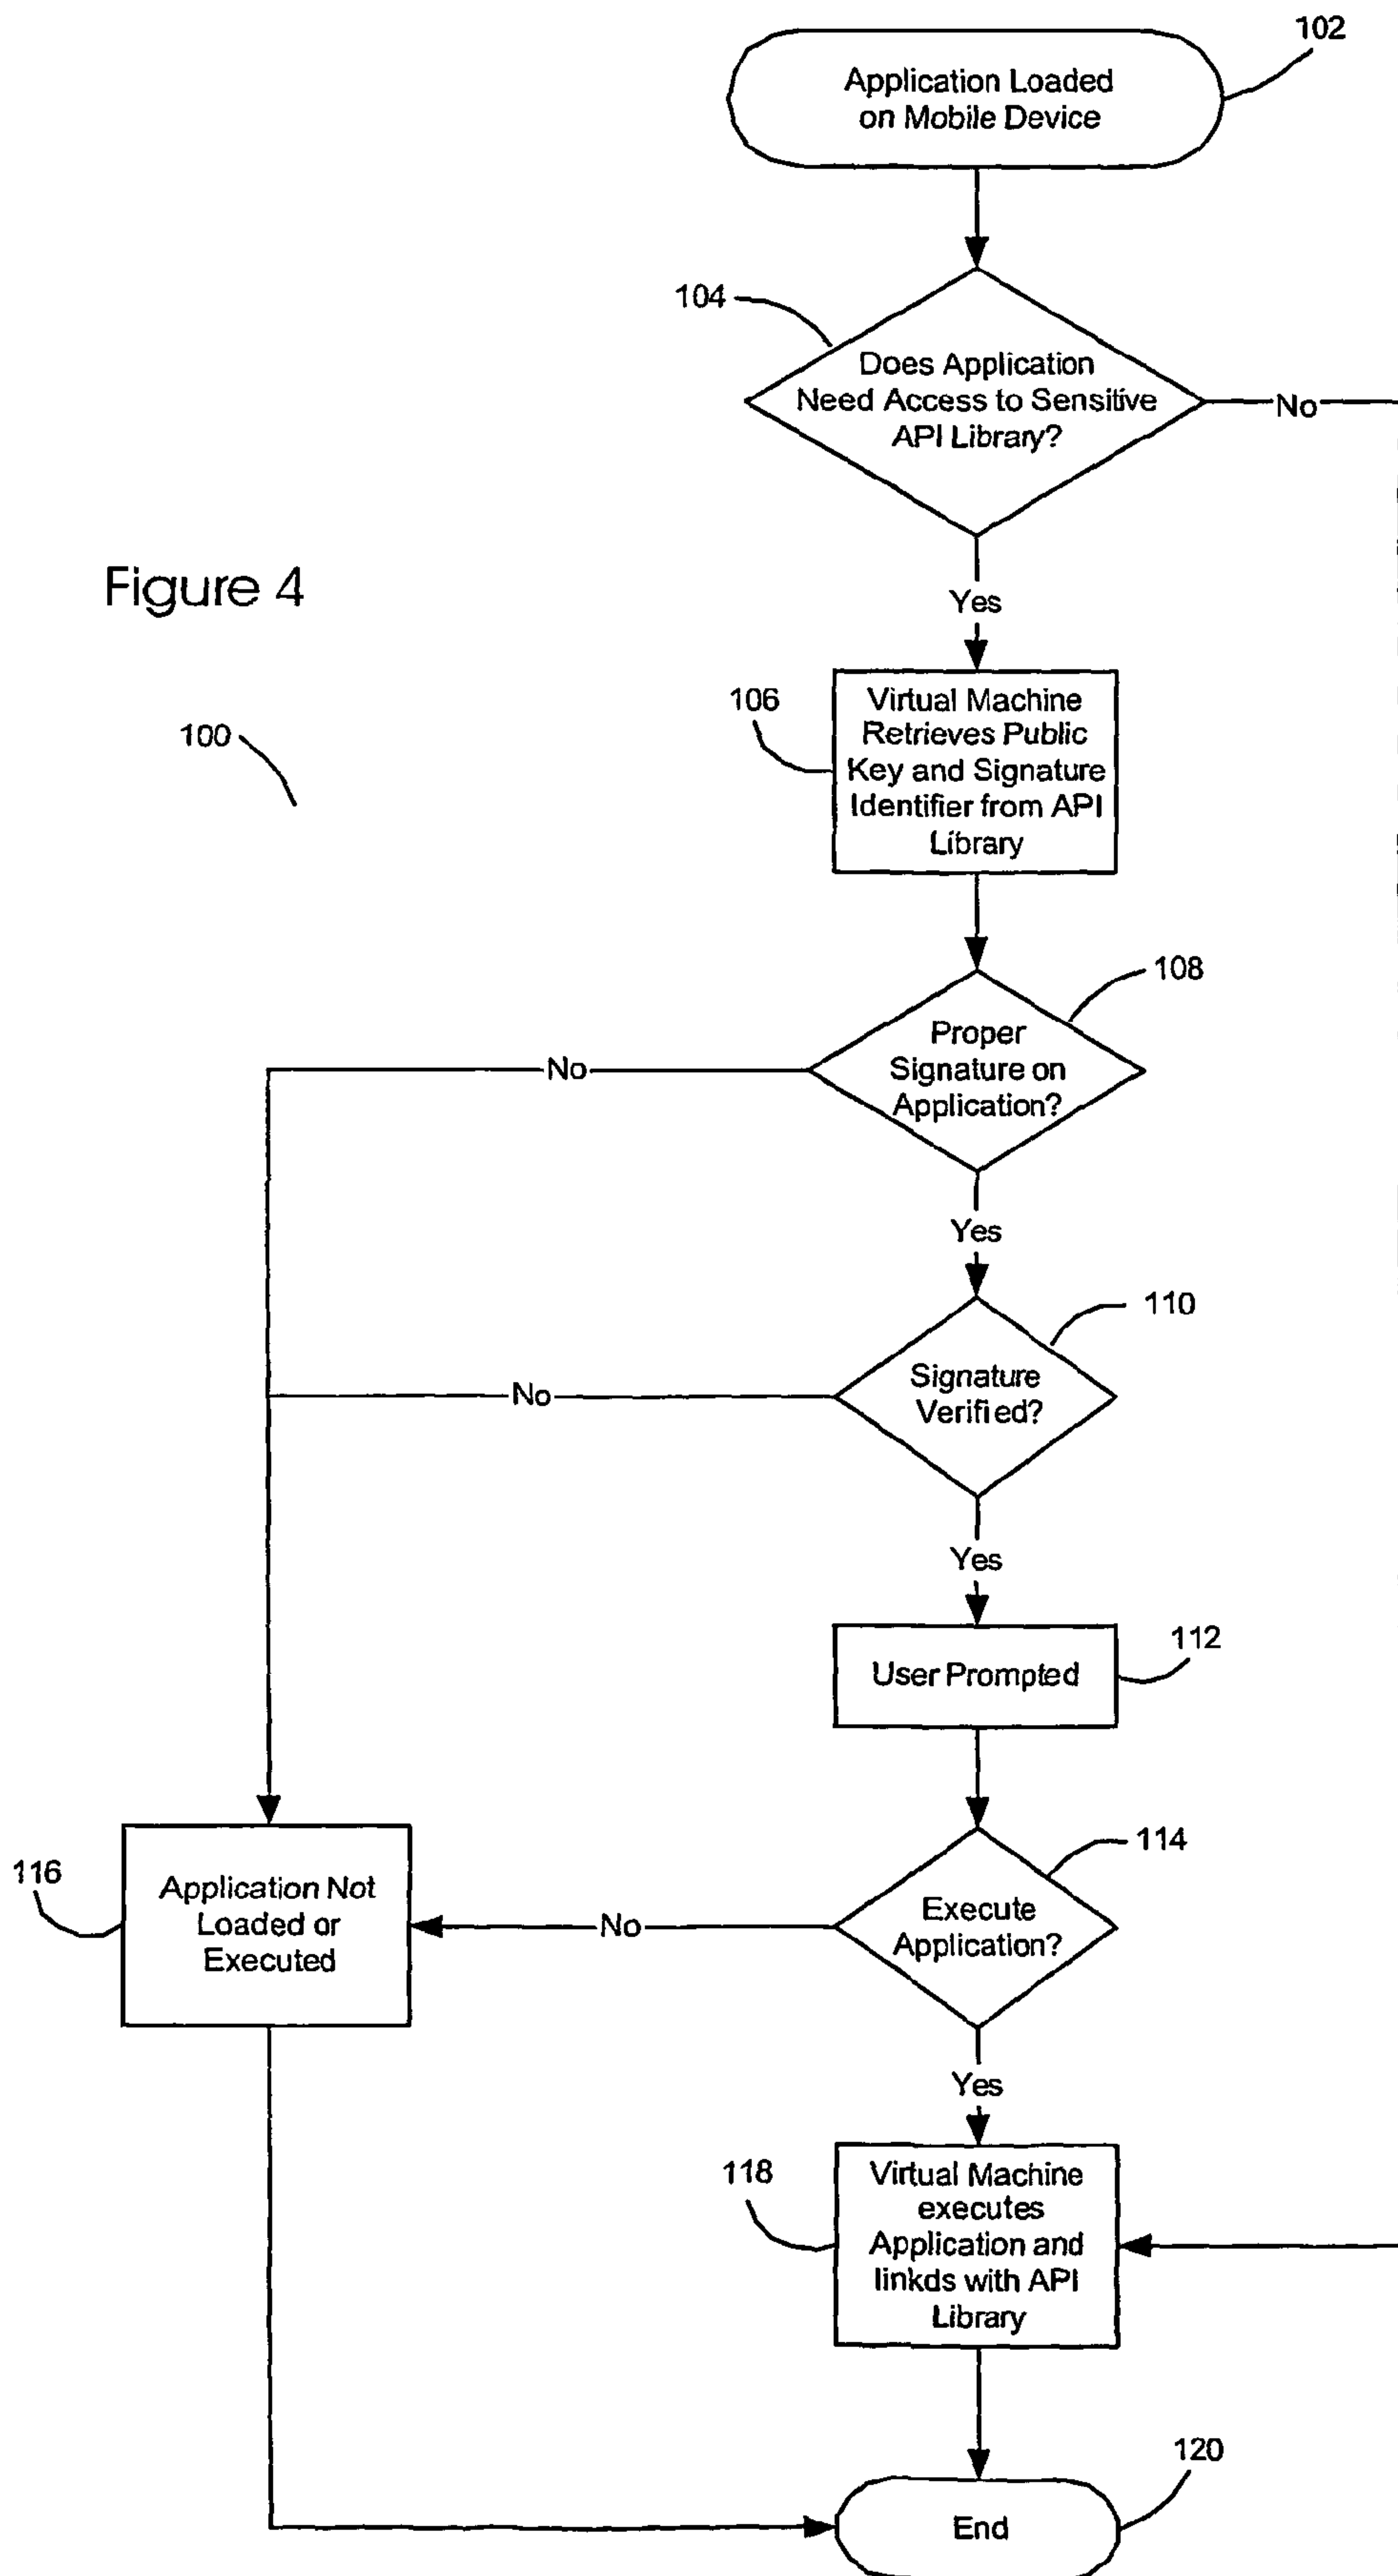 102
Application Loaded
on Mobile Device
104
Does Application
Need Access to Sensitive
API Library?
No
Yes
Figure 4
100
106
Virtual Machine
Retrieves Public
Key and Signature
Identifier from API
Library
108
Proper
Signature on
Application?
No
Yes
110
Signature
Verified?
No
Yes
112
User Prompted
114
Execute
Application?
No
116
Application Not
Loaded or
Executed
Yes
118
Virtual Machine
executes
Application and
linkds with API
Library
120
End